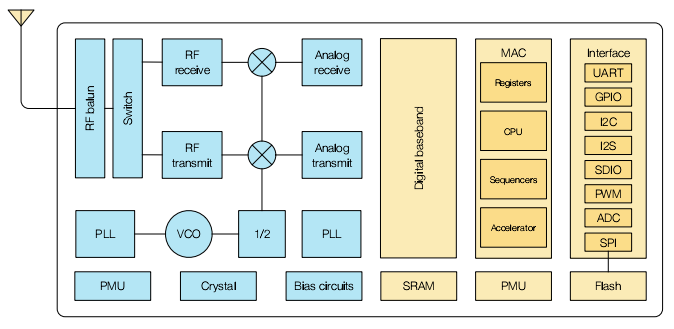 RF balun
Switch
RF
receive
Analog
receive
RF
transmit
Analog
transmit
PLL
VCO
1/2
PLL
PMU
Crystal
Bias circuits
Digital baseband
SRAM
MAC
Registers
CPU
Sequencers
Accelerator
PMU
Interface
UART
GPIO
I2C
I2S
SDIO
PWM
ADC
SPI
Flash